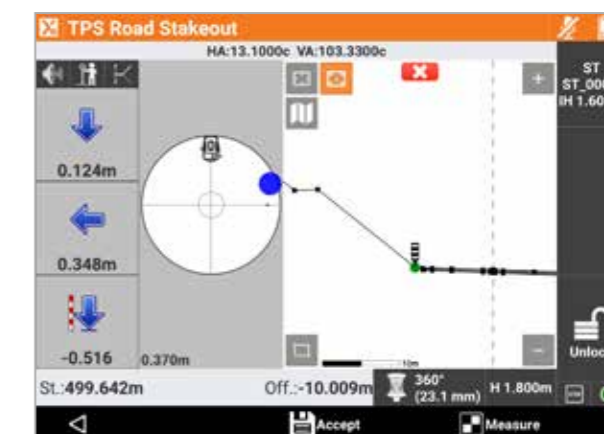 TPS Road Stakeout
HA:13.1000c VA:103.3300c
ST
IH 1.60
0.124m
0.348m
-0.516
0.370m
10m
Unloc
St.:499.642m
Off.:-10.009m
360°
(23.1 mm)
H 1.800m
Accept
Measure